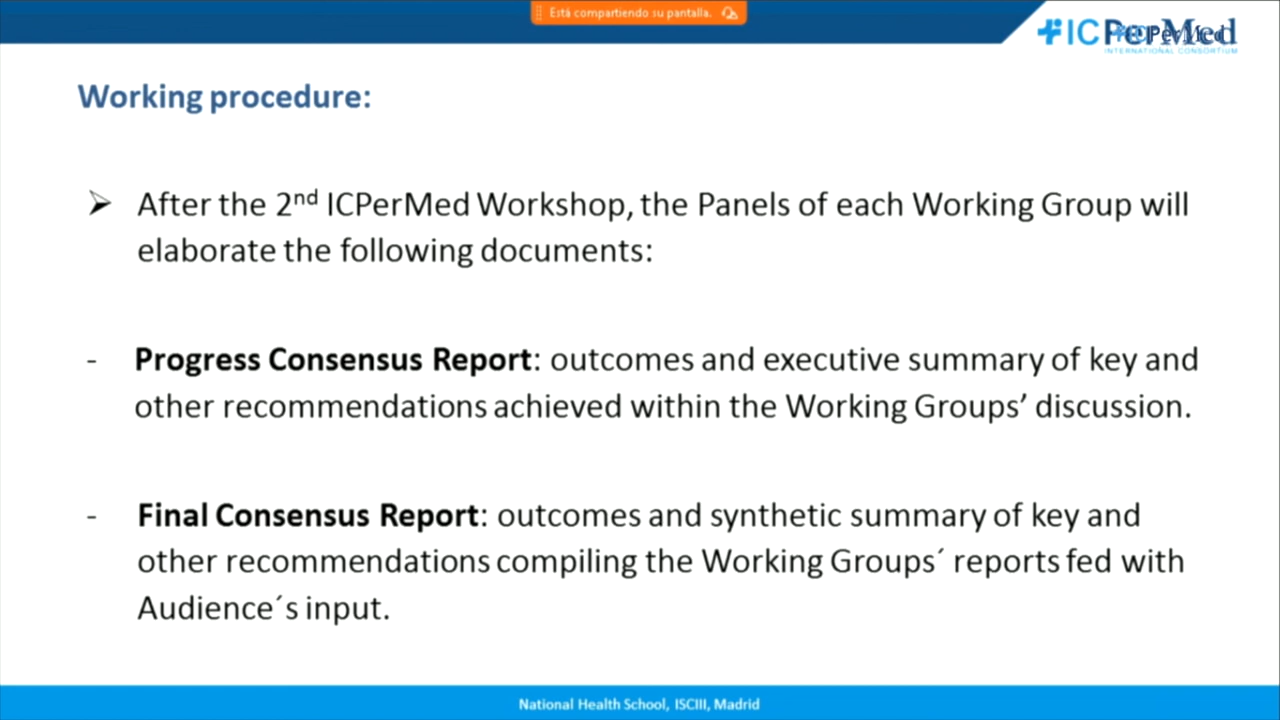 Está compartiendo su pantalla.
ICPerMed
INTERNATIONAL CONSORTIUM
Working procedure:
➢ After the 2nd ICPerMed Workshop, the Panels of each Working Group will
elaborate the following documents:
- Progress Consensus Report: outcomes and executive summary of key and
other recommendations achieved within the Working Groups’ discussion.
- Final Consensus Report: outcomes and synthetic summary of key and
other recommendations compiling the Working Groups´ reports fed with
Audience´s input.
National Health School, ISCIII, Madrid